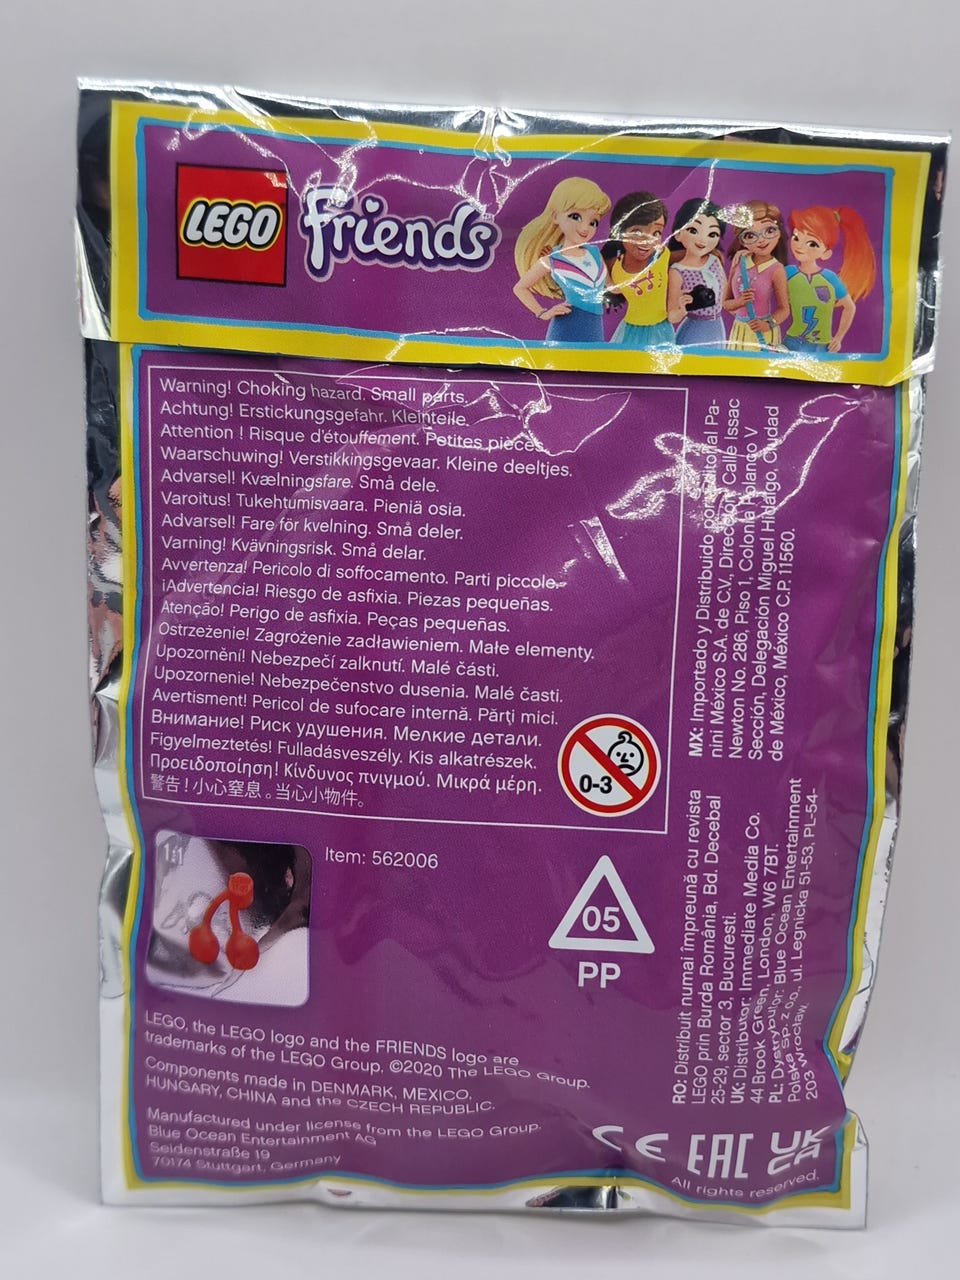 LEGO Friends
Warning! Choking hazard. Small parts.
Achtung! Erstickungsgefahr. Kleinteile.
Attention ! Risque d'étouffement. Petites pièces.
Waarschuwing! Verstikkingsgevaar. Kleine deeltjes.
Advarsel! Kvælningsfare. Små dele.
Varoitus! Tukehtumisvaara. Pieniä osia.
Advarsel! Fare för kvelning. Små deler.
Varning! Kvävningsrisk. Små delar.
Avvertenza! Pericolo di soffocamento. Parti piccole.
¡Advertencia! Riesgo de asfixia. Piezas pequeñas.
Atenção! Perigo de asfixia. Peças pequeñas.
Ostrzeżenie! Zagrożenie zadławieniem. Małe elementy.
Upozornění! Nebezpečí zalknutí. Malé části.
Upozornenie! Nebezpečenstvo dusenia. Malé časti.
Avertisment! Pericol de sufocare internă. Părţi mici.
Внимание! Риск удушения. Мелкие детали.
Figyelmeztetés! Fulladásveszély. Kis alkatrészek.
Προειδοποίηση! Κίνδυνος πνιγμού. Μικρά μέρη.
警告！小心窒息。当心小物件。
0-3
1:1
Item: 562006
05
PP
LEGO, the LEGO logo and the FRIENDS logo are
trademarks of the LEGO Group. ©2020 The LEGO Group.
Components made in DENMARK, MEXICO,
HUNGARY, CHINA and the CZECH REPUBLIC.
Manufactured under license from the LEGO Group.
Blue Ocean Entertainment AG
Seidenstraße 19
70174 Stuttgart, Germany
MX: Importado y Distribuido por Editorial Pa-
nini México S.A. de C.V., Dirección Calle Issac
Newton No. 286, Piso 1, Colonia Polanco V
Sección, Delegación Miguel Hidalgo, Ciudad
de México, México C.P. 11560.
RO: Distribuit numai împreună cu revista
LEGO prin Burda România, Bd. Decebal
25-29, sector 3, Bucuresti.
UK: Distributor: Immediate Media Co.
44 Brook Green, London, W6 7BT.
PL: Dystrybutor: Blue Ocean Entertainment
Polska Sp. z o.o., ul. Legnicka 51-53, PL-54-
203 Wrocław.
CE EAC UK
CA
All rights reserved.